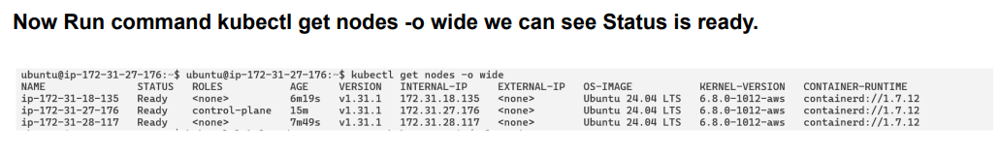 Now Run command kubectl get nodes -o wide we can see Status is ready.
ubuntu@ip-172-31-27-176:~$ ubuntu@ip-172-31-27-176:~$ kubectl get nodes -o wide
NAME STATUS ROLES AGE VERSION INTERNAL-IP EXTERNAL-IP OS-IMAGE KERNEL-VERSION CONTAINER-RUNTIME
ip-172-31-18-135 Ready <none> 6m19s v1.31.1 172.31.18.135 <none> Ubuntu 24.04 LTS 6.8.0-1012-aws containerd://1.7.12
ip-172-31-27-176 Ready control-plane 15m v1.31.1 172.31.27.176 <none> Ubuntu 24.04 LTS 6.8.0-1012-aws containerd://1.7.12
ip-172-31-28-117 Ready <none> 7m49s v1.31.1 172.31.28.117 <none> Ubuntu 24.04 LTS 6.8.0-1012-aws containerd://1.7.12